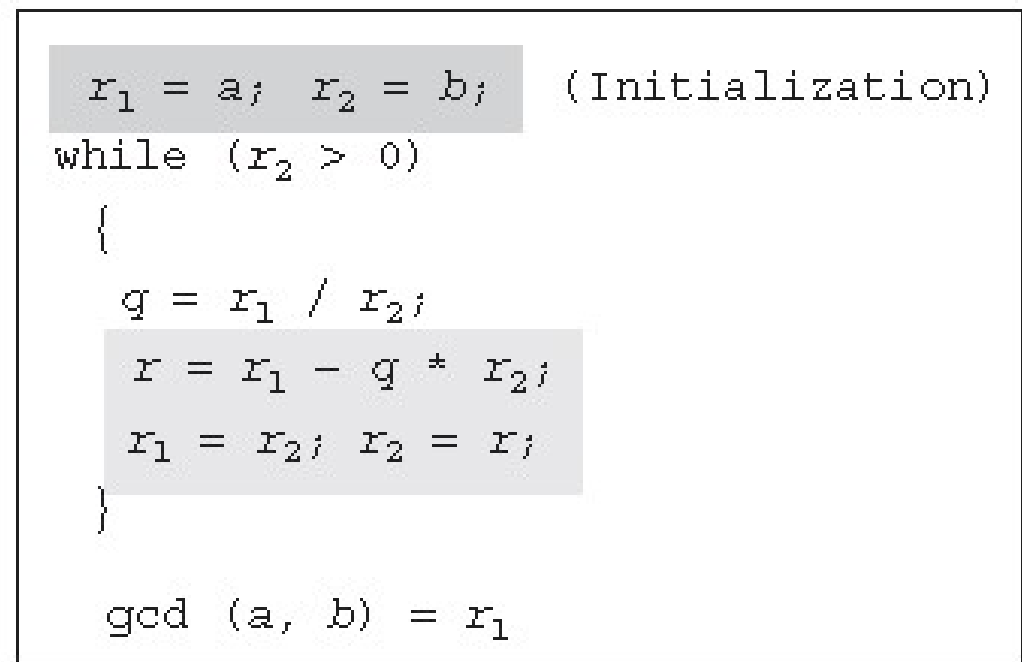 r₁ = a; r₂ = b; (Initialization)
while (r₂ > 0)
{
q = r₁ / r₂;
r = r₁ − q * r₂;
r₁ = r₂; r₂ = r;
}
gcd (a, b) = r₁